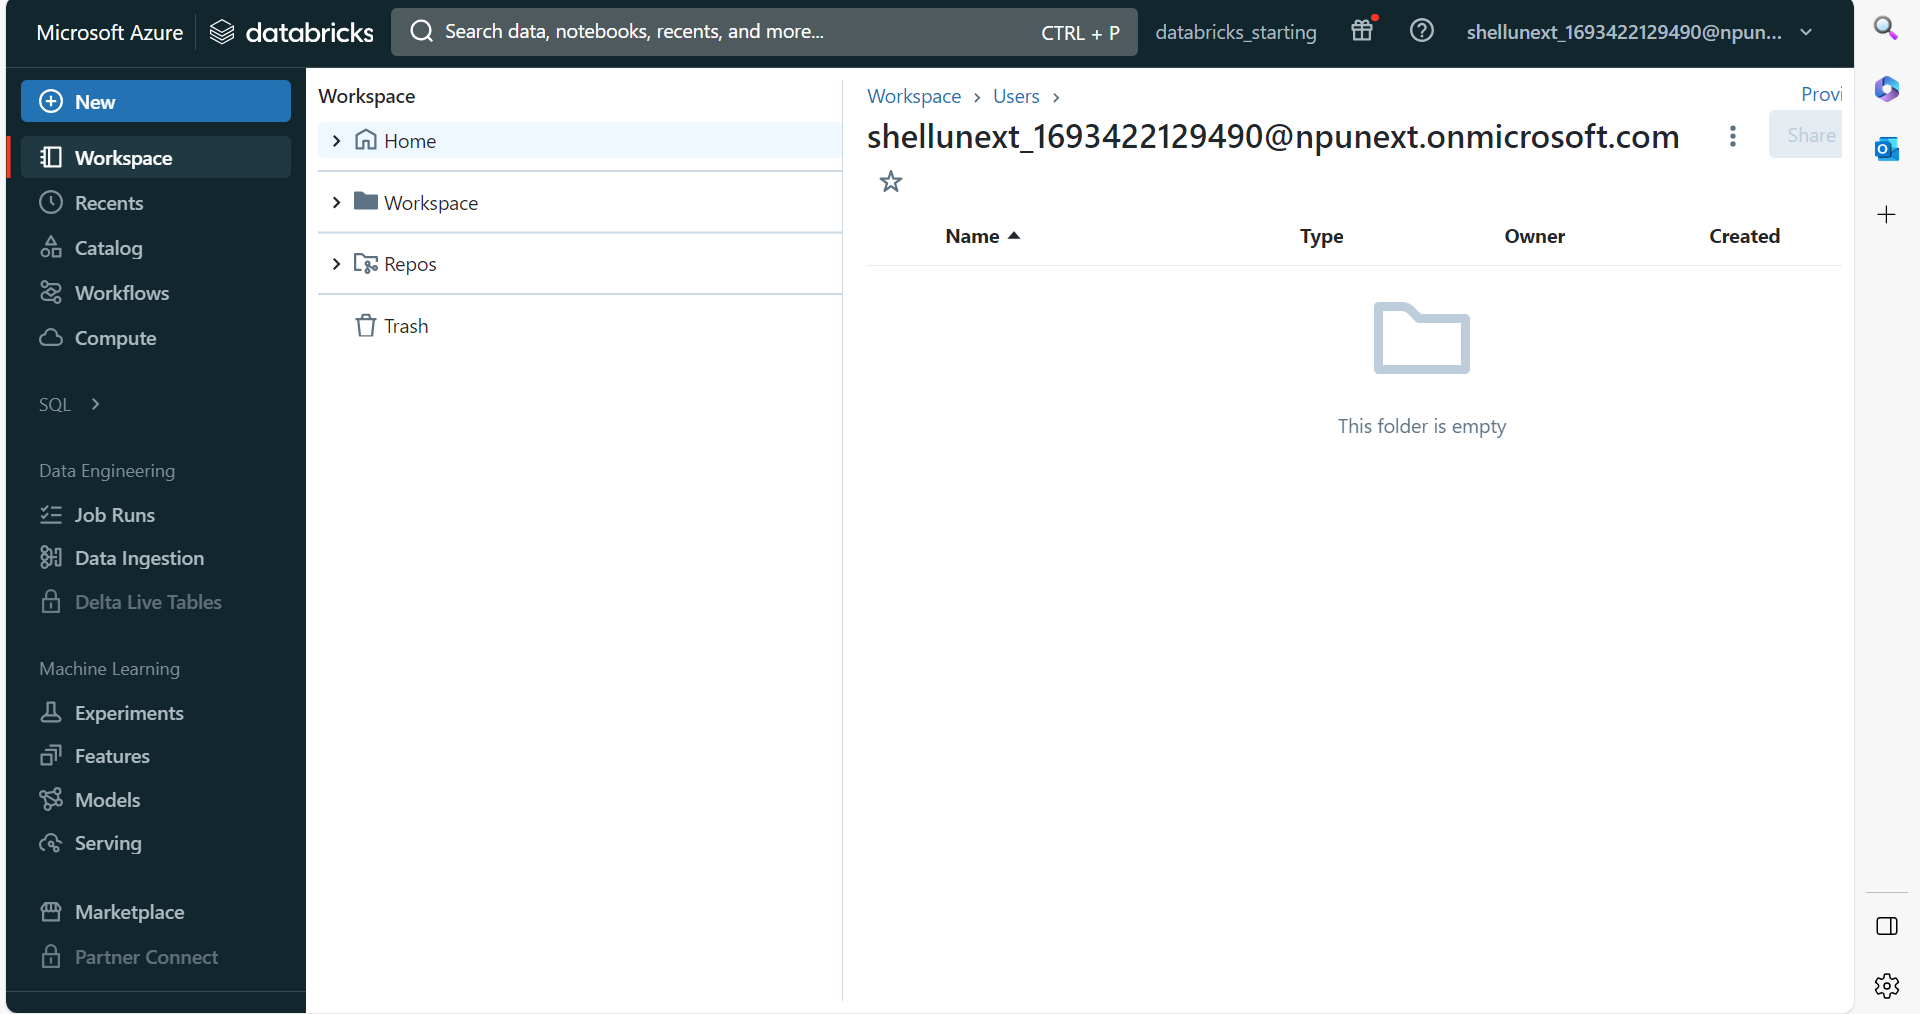 Microsoft Azure databricks Search data, notebooks, recents, and more... CTRL + P databricks_starting shellunext_1693422129490@npun...
New
Workspace
Recents
Catalog
Workflows
Compute
SQL
Data Engineering
Job Runs
Data Ingestion
Delta Live Tables
Machine Learning
Experiments
Features
Models
Serving
Marketplace
Partner Connect
Workspace
Home
Workspace
Repos
Trash
Workspace > Users > Provi
shellunext_1693422129490@npunext.onmicrosoft.com Share
Name Type Owner Created
This folder is empty